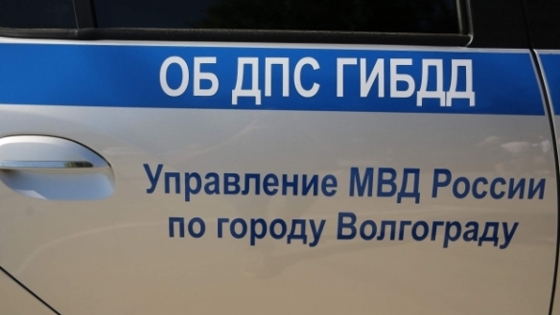 ОБ ДПС ГИБДД
Управление МВД России
по городу Волгограду